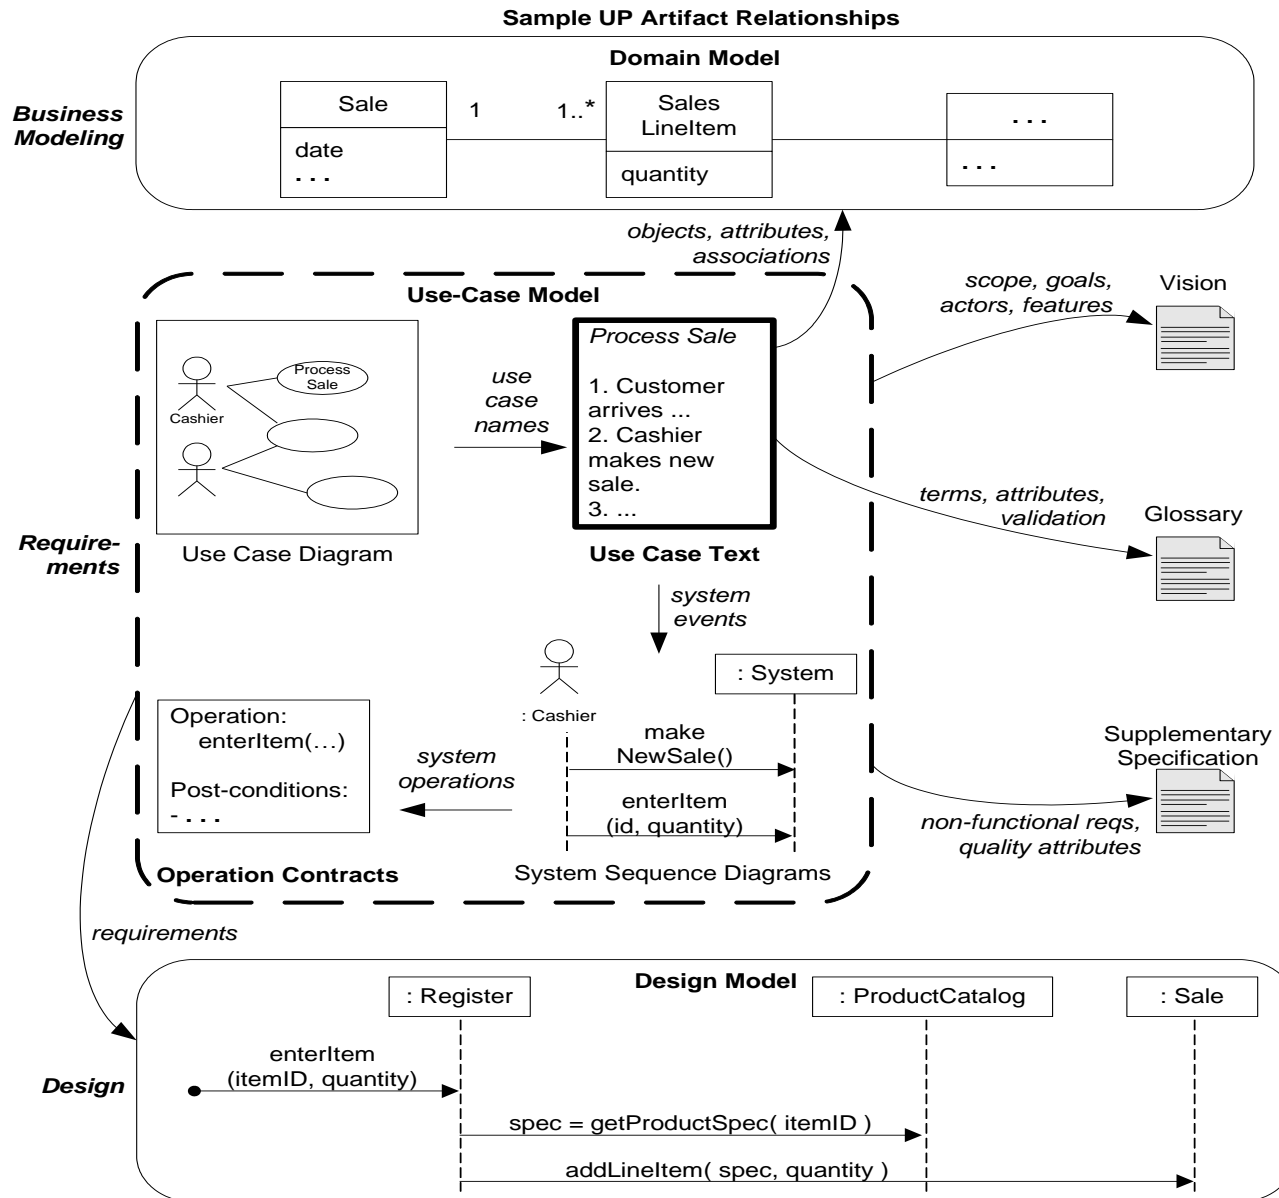 Sample UP Artifact Relationships
Domain Model
Business
Modeling
Sale
date
. . .
1
1..*
Sales
LineItem
quantity
. . .
. . .
objects, attributes,
associations
Use-Case Model
scope, goals,
actors, features
Vision
Process
Sale
Cashier
Use Case Diagram
use
case
names
Process Sale
1. Customer
arrives ...
2. Cashier
makes new
sale.
3. ...
Use Case Text
terms, attributes,
validation
Glossary
Require-
ments
system
events
: Cashier
: System
make
NewSale()
enterItem
(id, quantity)
System Sequence Diagrams
system
operations
Operation:
enterItem(…)
Post-conditions:
- . . .
Operation Contracts
Supplementary
Specification
non-functional reqs,
quality attributes
requirements
Design Model
Design
: Register
: ProductCatalog
: Sale
enterItem
(itemID, quantity)
spec = getProductSpec( itemID )
addLineItem( spec, quantity )